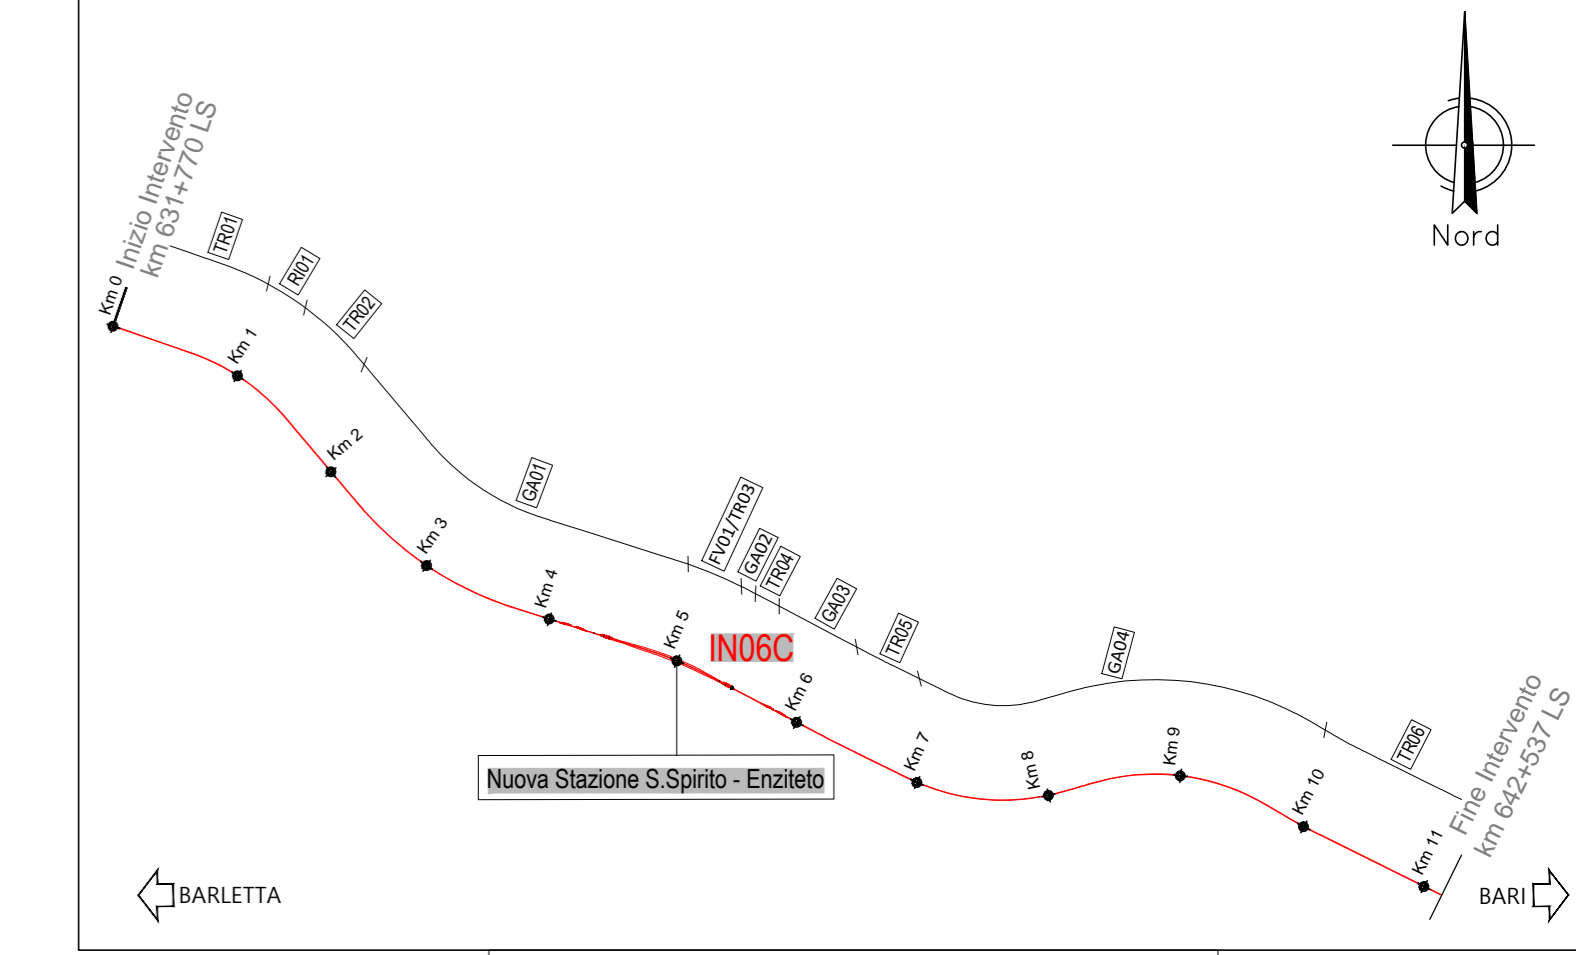 Inizio Intervento
km 631+770 LS
Nord
TR01
RI01
TR02
GA01
FV01/TR03
GA02
TR04
GA03
TR05
GA04
TR06
Km 0
Km 1
Km 2
Km 3
Km 4
Km 5
IN06C
Km 6
Km 7
Km 8
Km 9
Km 10
Km 11
Nuova Stazione S.Spirito - Enziteto
Fine Intervento
km 642+537 LS
BARLETTA
BARI